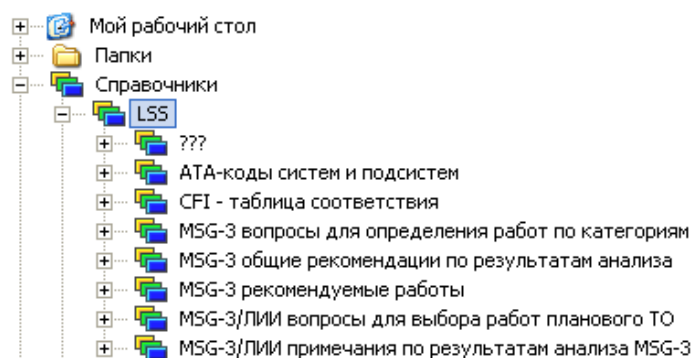 Мой рабочий стол
Папки
Справочники
LSS
???
АТА-коды систем и подсистем
CFI - таблица соответствия
MSG-3 вопросы для определения работ по категориям
MSG-3 общие рекомендации по результатам анализа
MSG-3 рекомендуемые работы
MSG-3/ЛИИ вопросы для выбора работ планового ТО
MSG-3/ЛИИ примечания по результатам анализа MSG-3